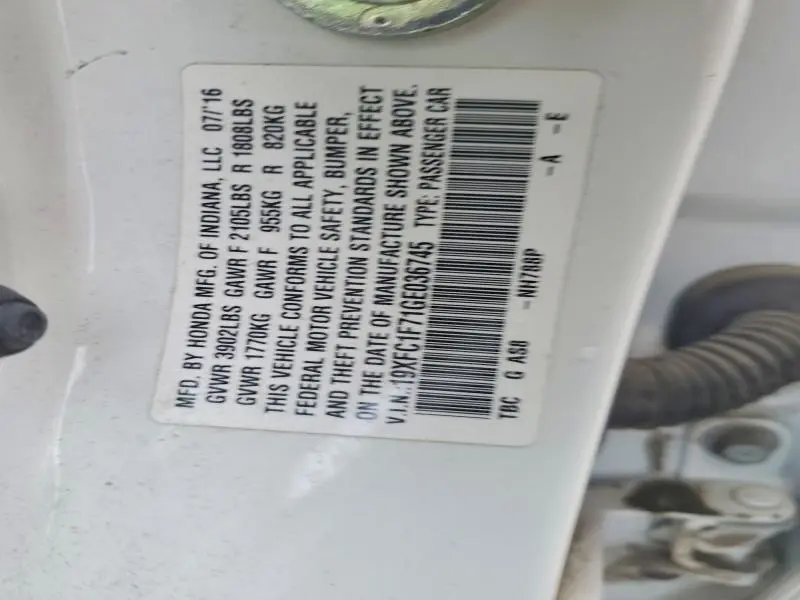 MFD. BY HONDA MFG. OF INDIANA, LLC 07/'16
GVWR 3902LBS GAWR F 2105LBS R 1808LBS
GVWR 1770KG GAWR F 955KG R 820KG
THIS VEHICLE CONFORMS TO ALL APPLICABLE
FEDERAL MOTOR VEHICLE SAFETY, BUMPER,
AND THEFT PREVENTION STANDARDS IN EFFECT
ON THE DATE OF MANUFACTURE SHOWN ABOVE.
V.I.N.:19XFC1F71GE036745 TYPE: PASSENGER CAR
TBC G AS0 -NH788P -A -E